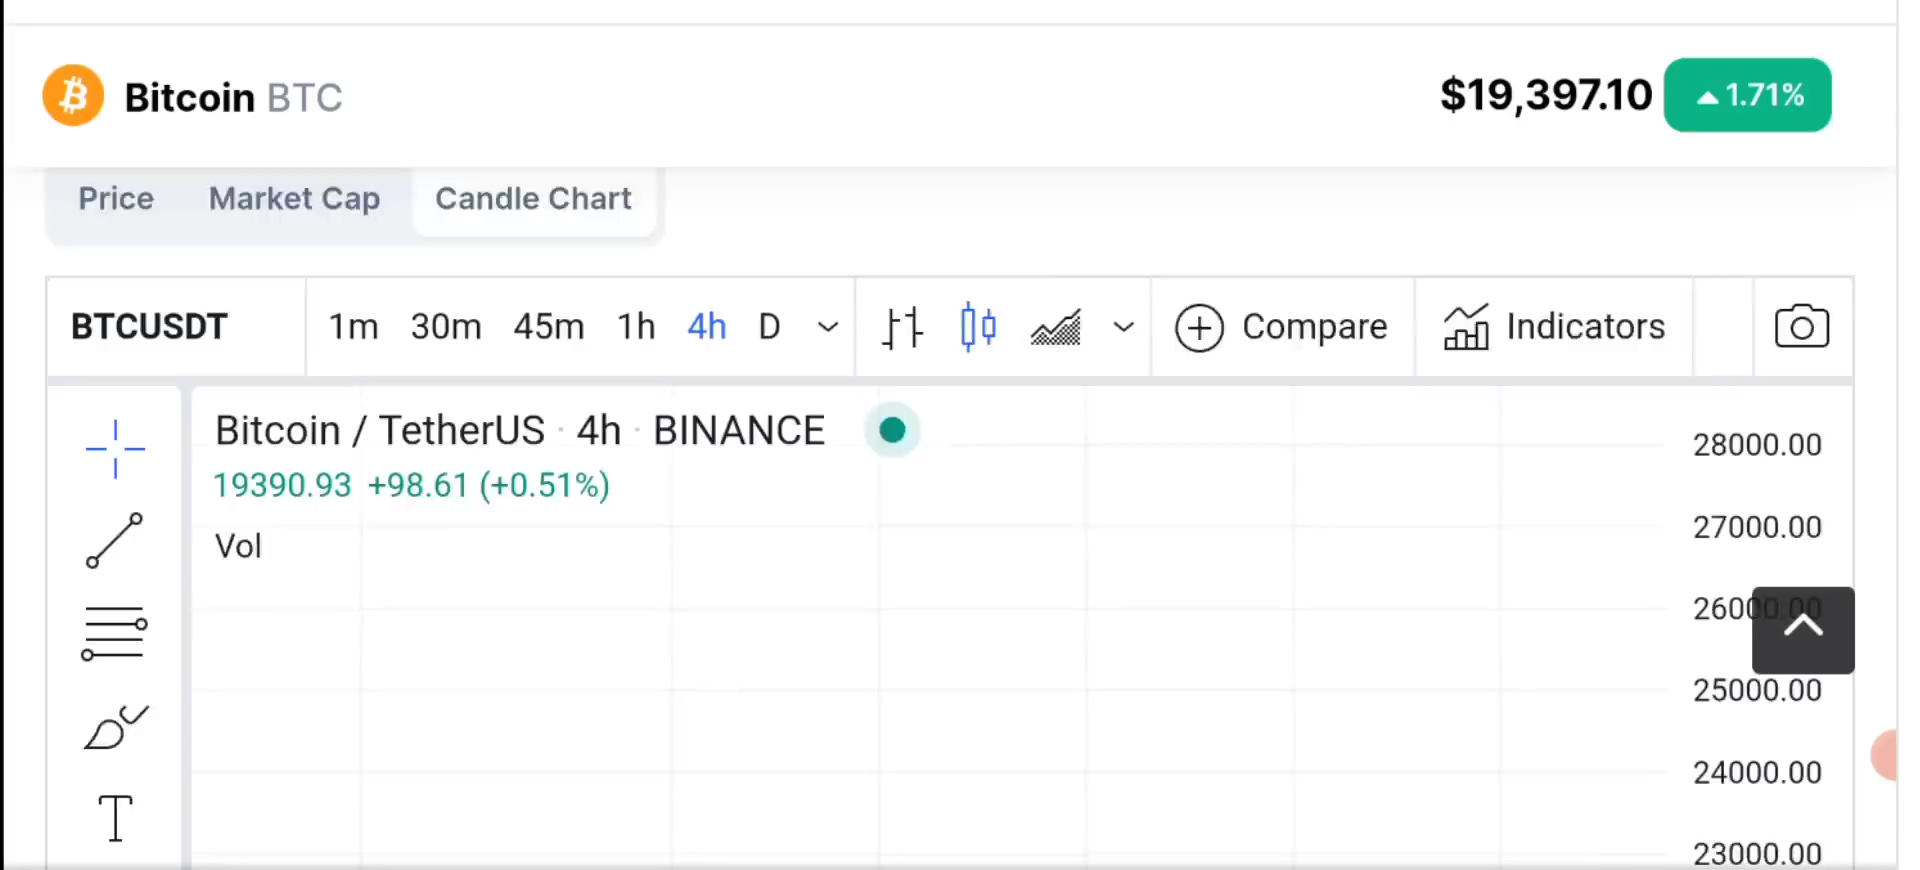 Bitcoin BTC
$19,397.10 ▲1.71%
Price Market Cap Candle Chart
BTCUSDT 1m 30m 45m 1h 4h D Compare Indicators
Bitcoin / TetherUS · 4h · BINANCE
19390.93 +98.61 (+0.51%)
Vol
28000.00
27000.00
26000.00
25000.00
24000.00
23000.00